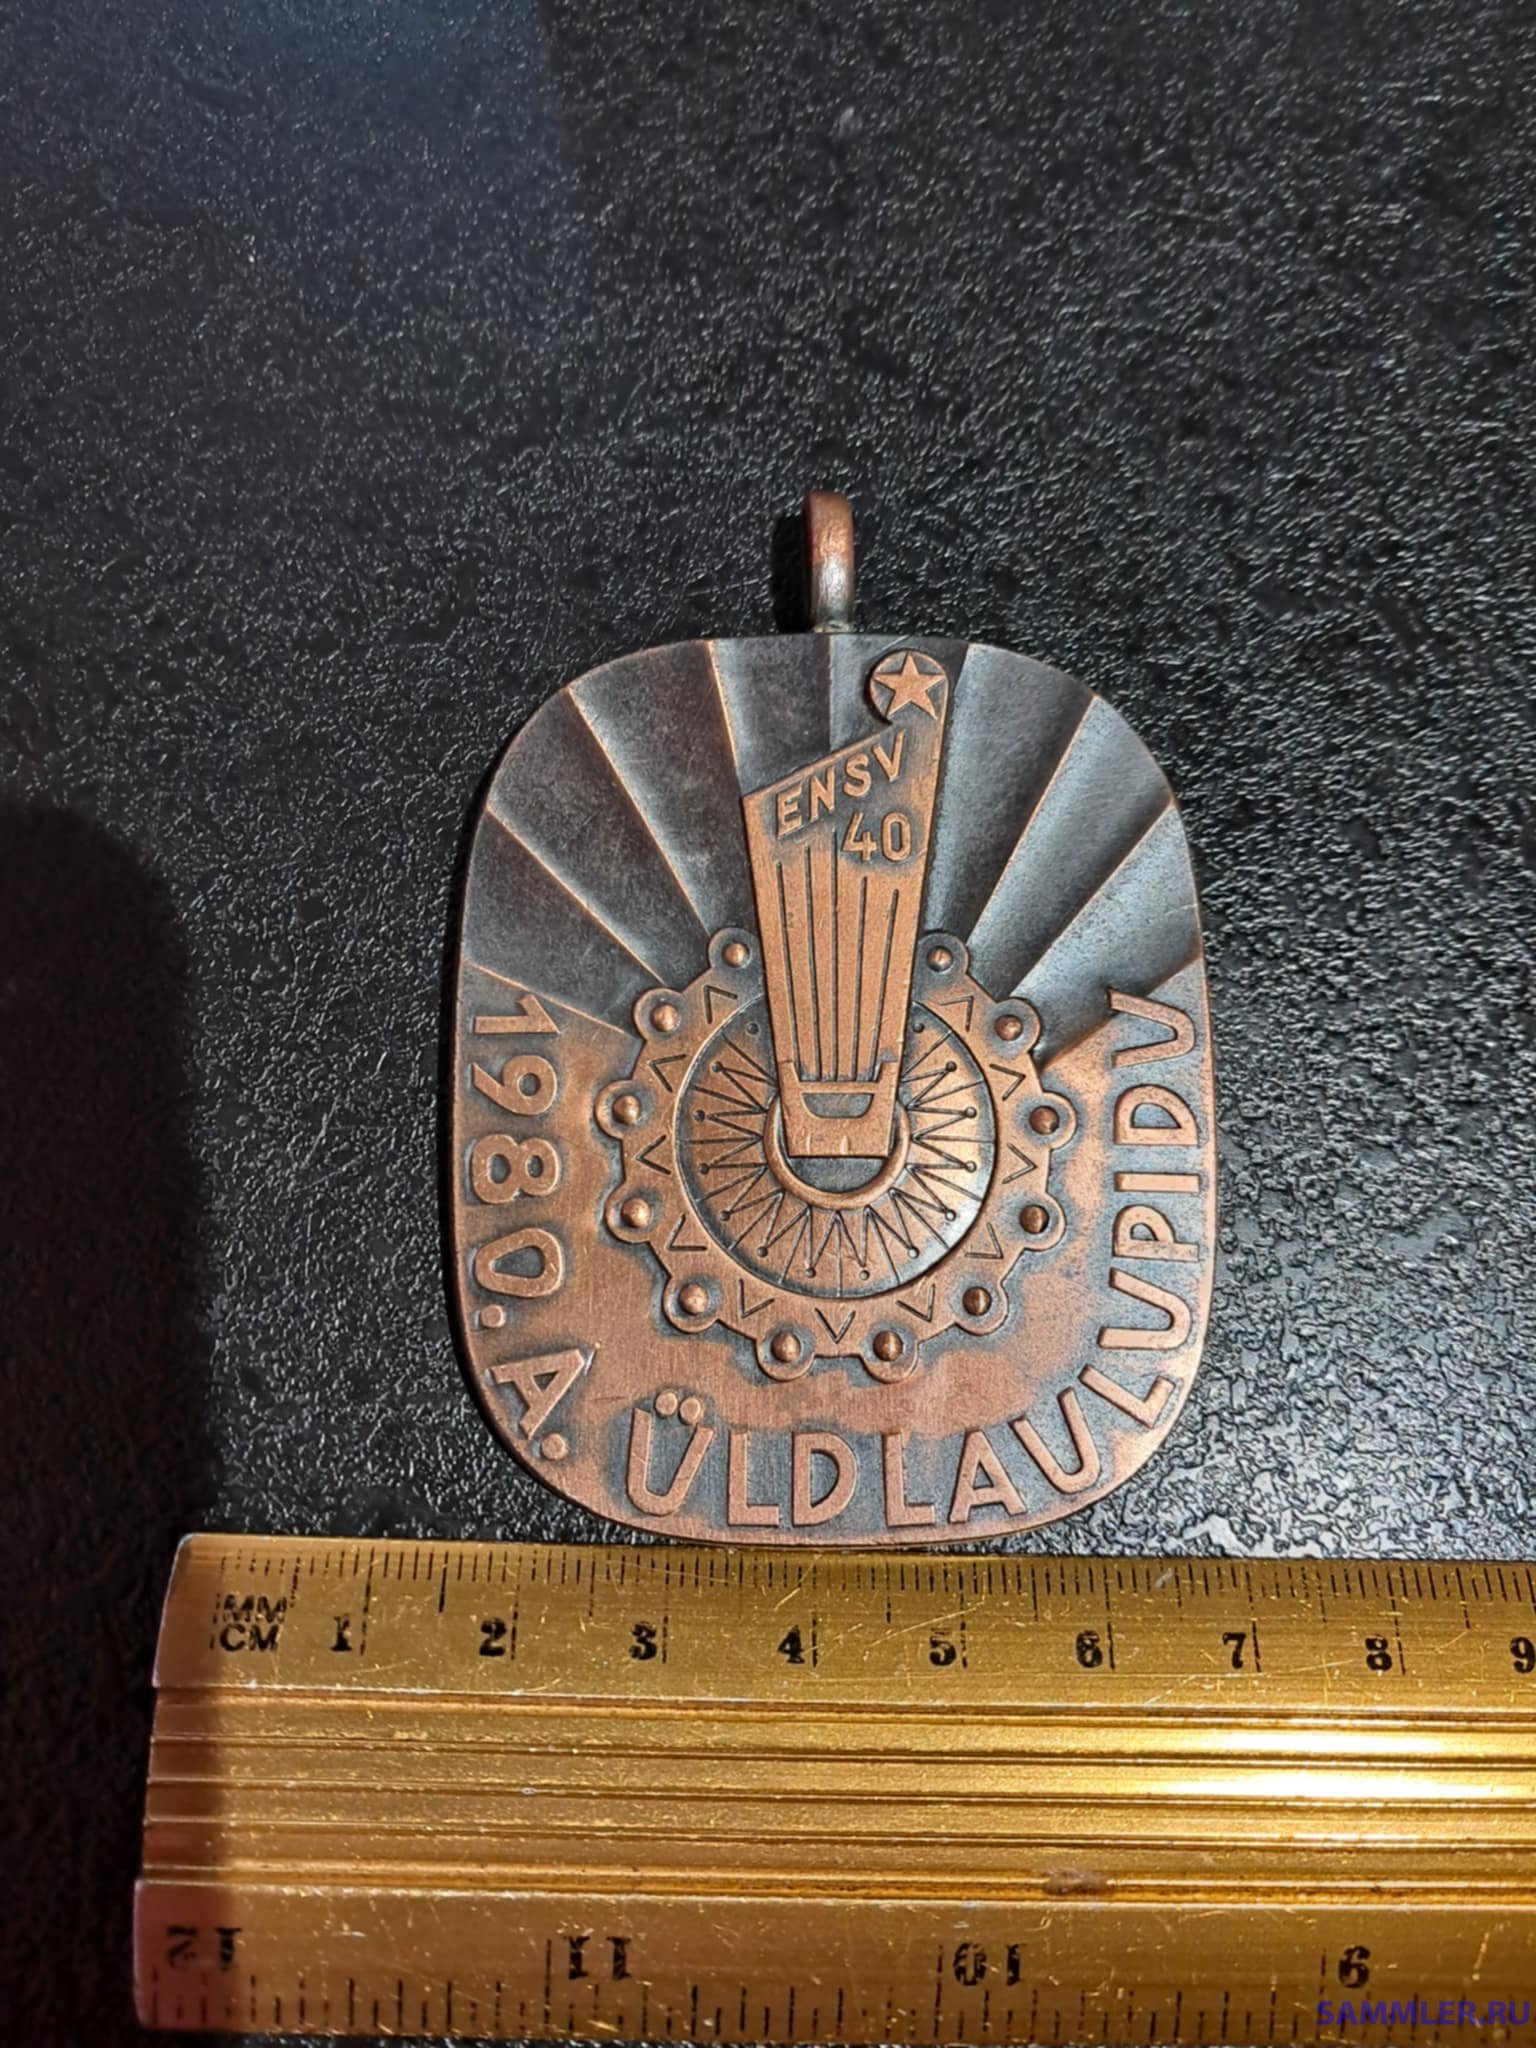 ENSV
40
1980. A. ÜLDLAULUPIDV
MM
CM 1 2 3 4 5 6 7 8 9
12 11 10 9
SAMMLER.RU